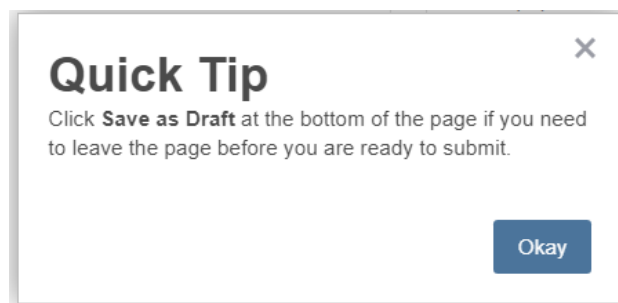 Quick Tip
Click Save as Draft at the bottom of the page if you need
to leave the page before you are ready to submit.
Okay